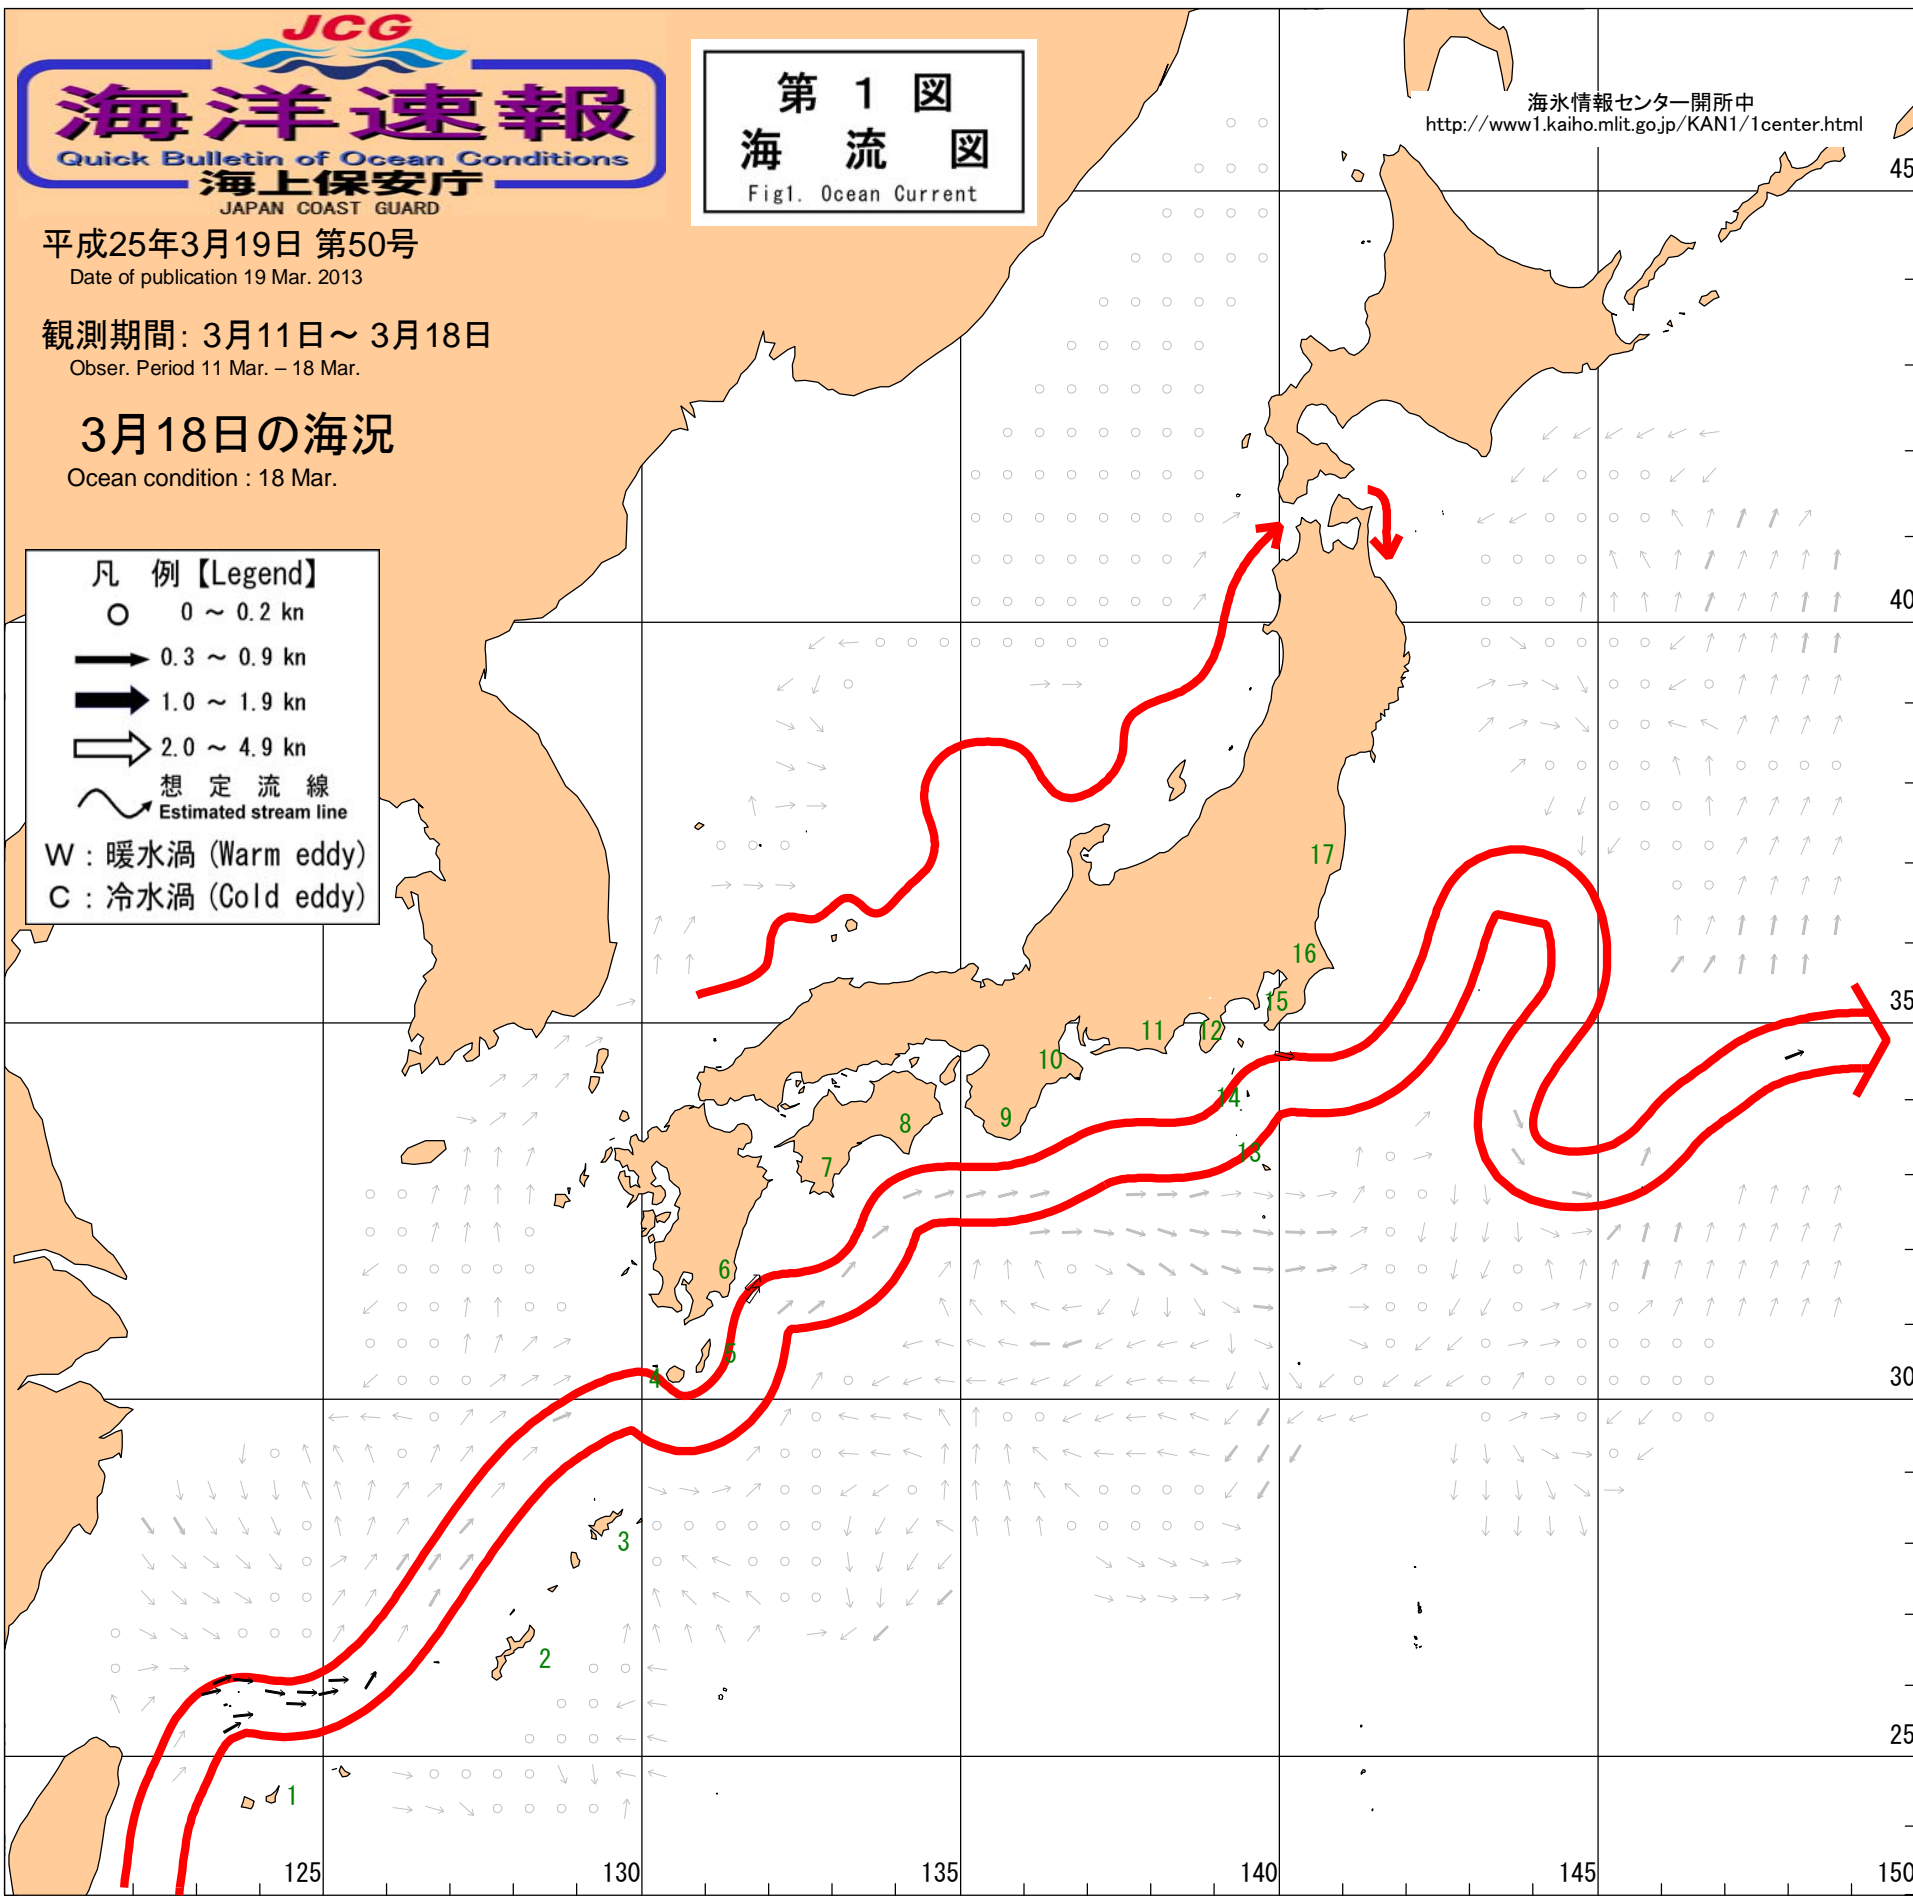 JCG
海洋速報
Quick Bulletin of Ocean Conditions
海上保安庁
JAPAN COAST GUARD
第 1 図
海 流 図
Fig1. Ocean Current
海氷情報センター開所中
http://www1.kaiho.mlit.go.jp/KAN1/1center.html
平成25年3月19日 第50号
Date of publication 19 Mar. 2013
観測期間: 3月11日～ 3月18日
Obser. Period 11 Mar. – 18 Mar.
3月18日の海況
Ocean condition : 18 Mar.
凡 例【Legend】
0 ～ 0.2 kn
0.3 ～ 0.9 kn
1.0 ～ 1.9 kn
2.0 ～ 4.9 kn
想 定 流 線
Estimated stream line
W : 暖水渦 (Warm eddy)
C : 冷水渦 (Cold eddy)
45
40
17
16
35
15
11
12
10
14
8
9
13
7
6
5
4
30
3
2
25
1
125
130
135
140
145
150